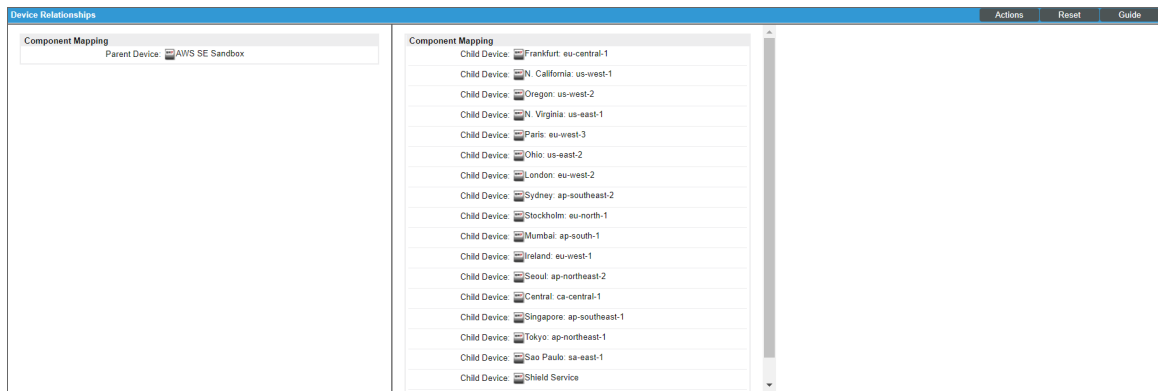 Device Relationships
Actions Reset Guide
Component Mapping
Parent Device: AWS SE Sandbox
Component Mapping
Child Device: Frankfurt: eu-central-1
Child Device: N. California: us-west-1
Child Device: Oregon: us-west-2
Child Device: N. Virginia: us-east-1
Child Device: Paris: eu-west-3
Child Device: Ohio: us-east-2
Child Device: London: eu-west-2
Child Device: Sydney: ap-southeast-2
Child Device: Stockholm: eu-north-1
Child Device: Mumbai: ap-south-1
Child Device: Ireland: eu-west-1
Child Device: Seoul: ap-northeast-2
Child Device: Central: ca-central-1
Child Device: Singapore: ap-southeast-1
Child Device: Tokyo: ap-northeast-1
Child Device: Sao Paulo: sa-east-1
Child Device: Shield Service